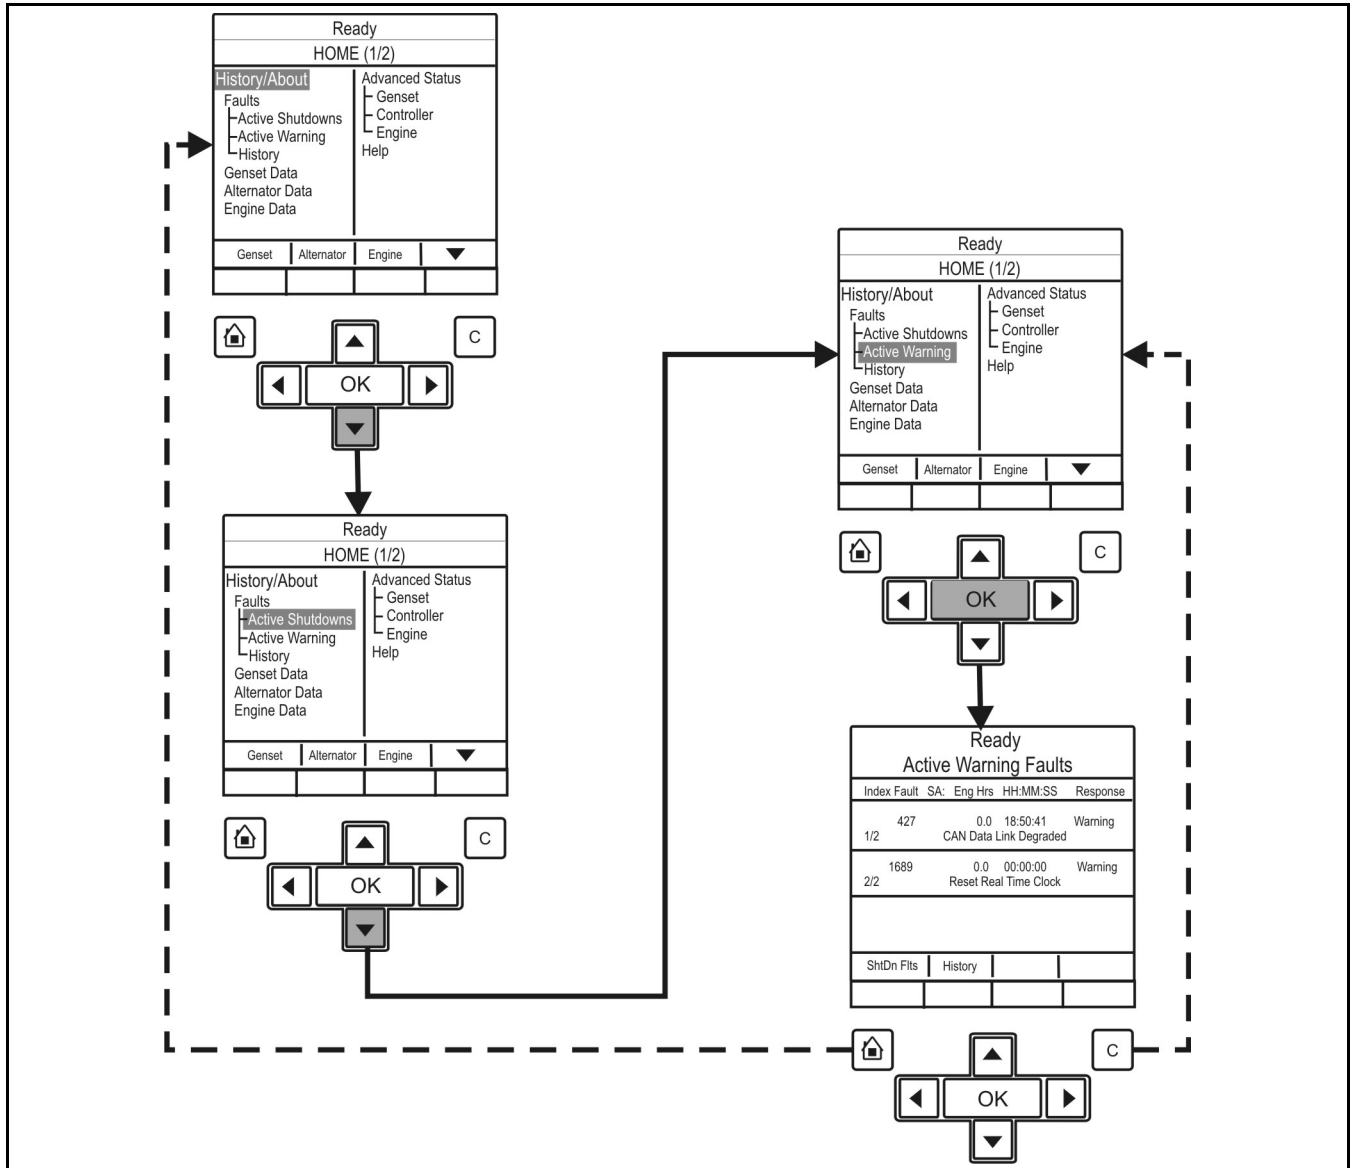 Ready
HOME (1/2)
History/About
Faults
Active Shutdowns
Active Warning
History
Genset Data
Alternator Data
Engine Data
Advanced Status
Genset
Controller
Engine
Help
Genset Alternator Engine
C
OK
Ready
HOME (1/2)
History/About
Faults
Active Shutdowns
Active Warning
History
Genset Data
Alternator Data
Engine Data
Advanced Status
Genset
Controller
Engine
Help
Genset Alternator Engine
C
OK
Ready
HOME (1/2)
History/About
Faults
Active Shutdowns
Active Warning
History
Genset Data
Alternator Data
Engine Data
Advanced Status
Genset
Controller
Engine
Help
Genset Alternator Engine
C
OK
Ready
Active Warning Faults
Index Fault SA: Eng Hrs HH:MM:SS Response
427 0.0 18:50:41 Warning
1/2 CAN Data Link Degraded
1689 0.0 00:00:00 Warning
2/2 Reset Real Time Clock
ShtDn Flts History
C
OK